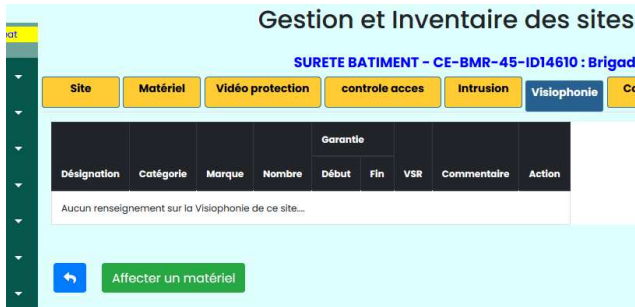 Gestion et Inventaire des sites
SURETE BATIMENT - CE-BMR-45-ID14610 : Brigad
Site Matériel Vidéo protection controle acces Intrusion Visiophonie
Garantie
Désignation Catégorie Marque Nombre Début Fin VSR Commentaire Action
Aucun renseignement sur la Visiophonie de ce site....
Affecter un matériel